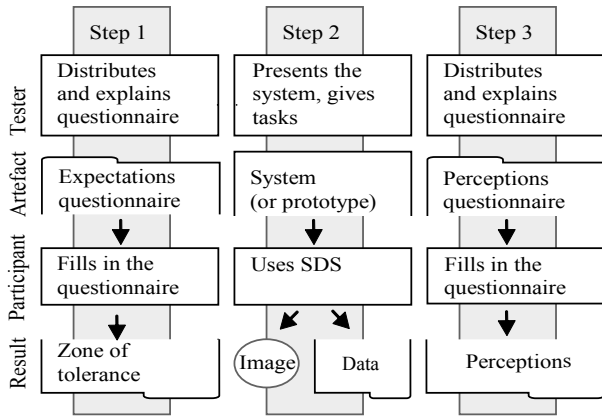 Step 1
Step 2
Step 3
Tester
Distributes
and explains
questionnaire
Presents the
system, gives
tasks
Distributes
and explains
questionnaire
Artefact
Expectations
questionnaire
System
(or prototype)
Perceptions
questionnaire
Participant
Fills in the
questionnaire
Uses SDS
Fills in the
questionnaire
Result
Zone of
tolerance
Image
Data
Perceptions